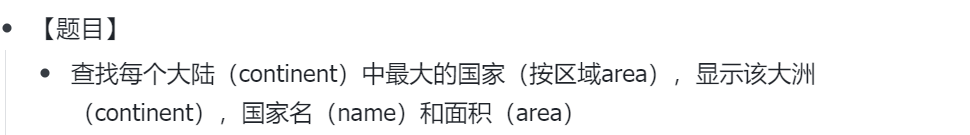 【题目】
查找每个大陆（continent）中最大的国家（按区域area），显示该大洲
（continent），国家名（name）和面积（area）